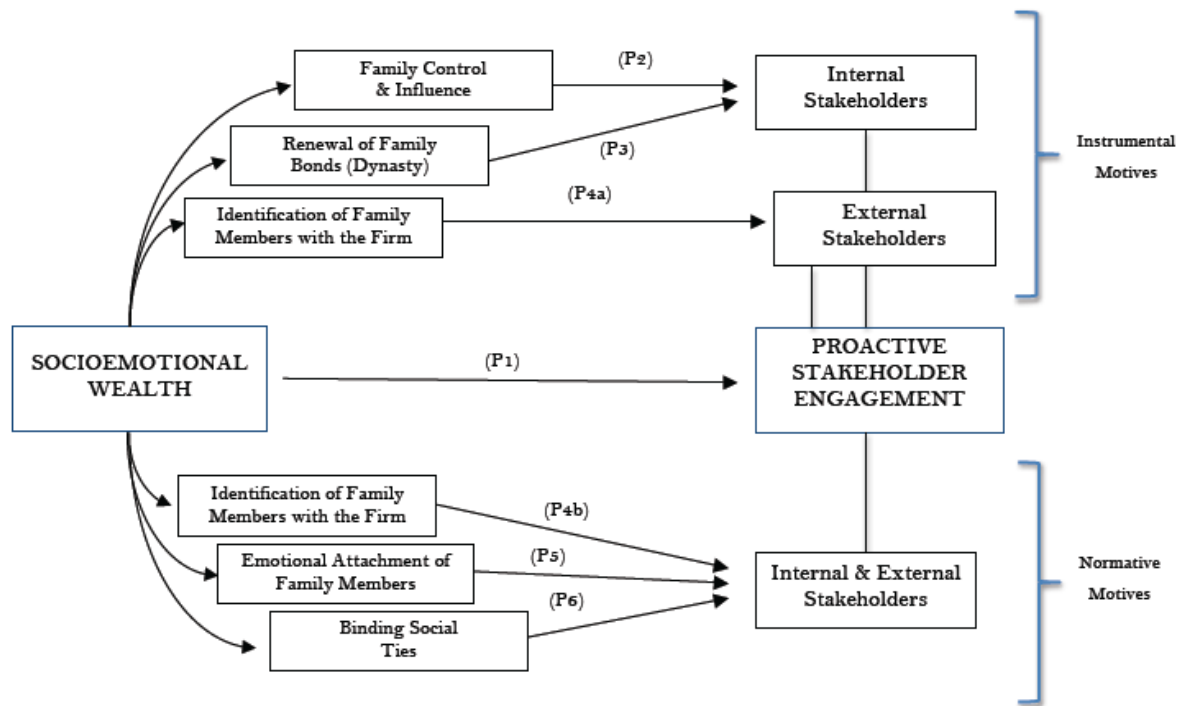 Family Control
& Influence
(P2)
Internal
Stakeholders
Renewal of Family
Bonds (Dynasty)
(P3)
Instrumental
Motives
Identification of Family
Members with the Firm
(P4a)
External
Stakeholders
SOCIOEMOTIONAL
WEALTH
(P1)
PROACTIVE
STAKEHOLDER
ENGAGEMENT
Identification of Family
Members with the Firm
(P4b)
Emotional Attachment of
Family Members
(P5)
Binding Social
Ties
(P6)
Internal & External
Stakeholders
Normative
Motives